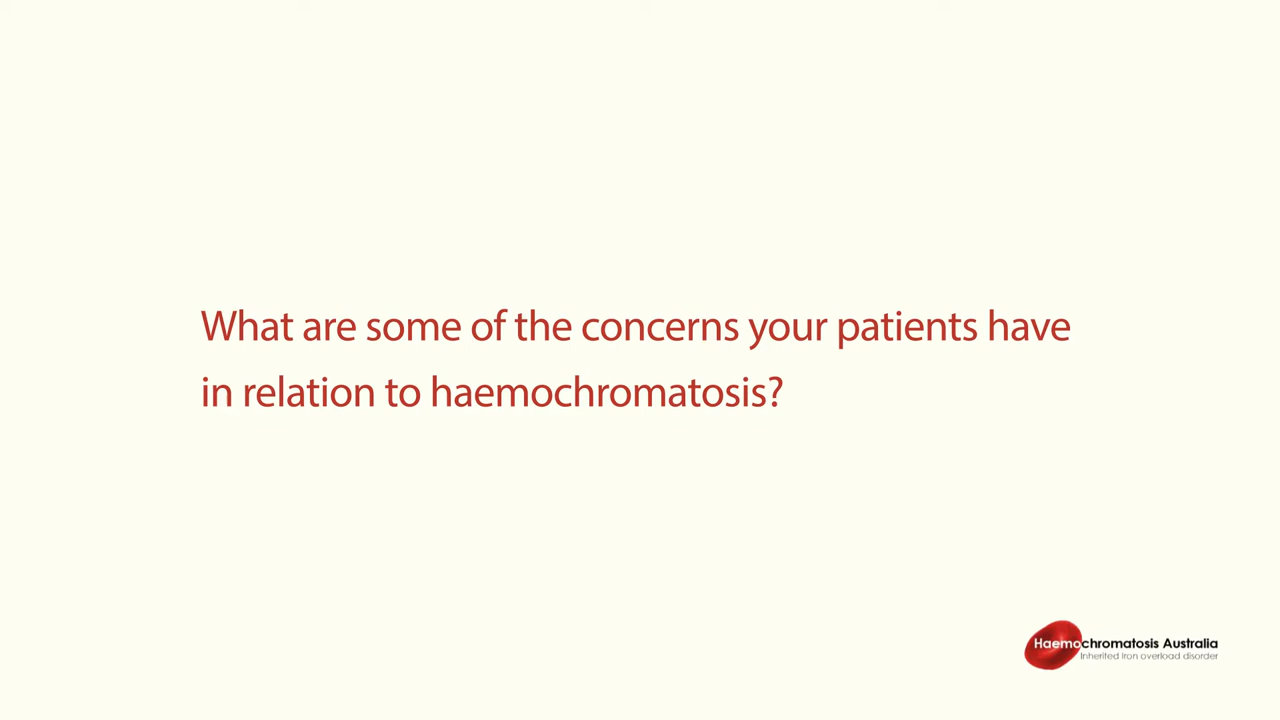 What are some of the concerns your patients have
in relation to haemochromatosis?
Haemochromatosis Australia
Inherited Iron overload disorder